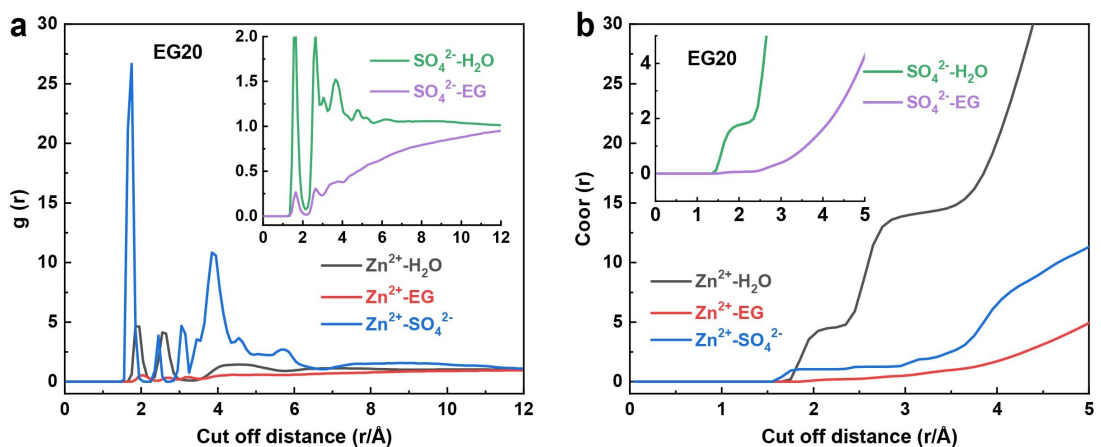 a
EG20
g (r)
30
25
20
15
10
5
0
0 2 4 6 8 10 12
Cut off distance (r/Å)
2.0
1.5
1.0
0.5
0.0
0 2 4 6 8 10 12
SO₄²⁻-H₂O
SO₄²⁻-EG
Zn²⁺-H₂O
Zn²⁺-EG
Zn²⁺-SO₄²⁻
b
EG20
Coor (r)
30
25
20
15
10
5
0
0 1 2 3 4 5
Cut off distance (r/Å)
4
2
0
0 1 2 3 4 5
SO₄²⁻-H₂O
SO₄²⁻-EG
Zn²⁺-H₂O
Zn²⁺-EG
Zn²⁺-SO₄²⁻